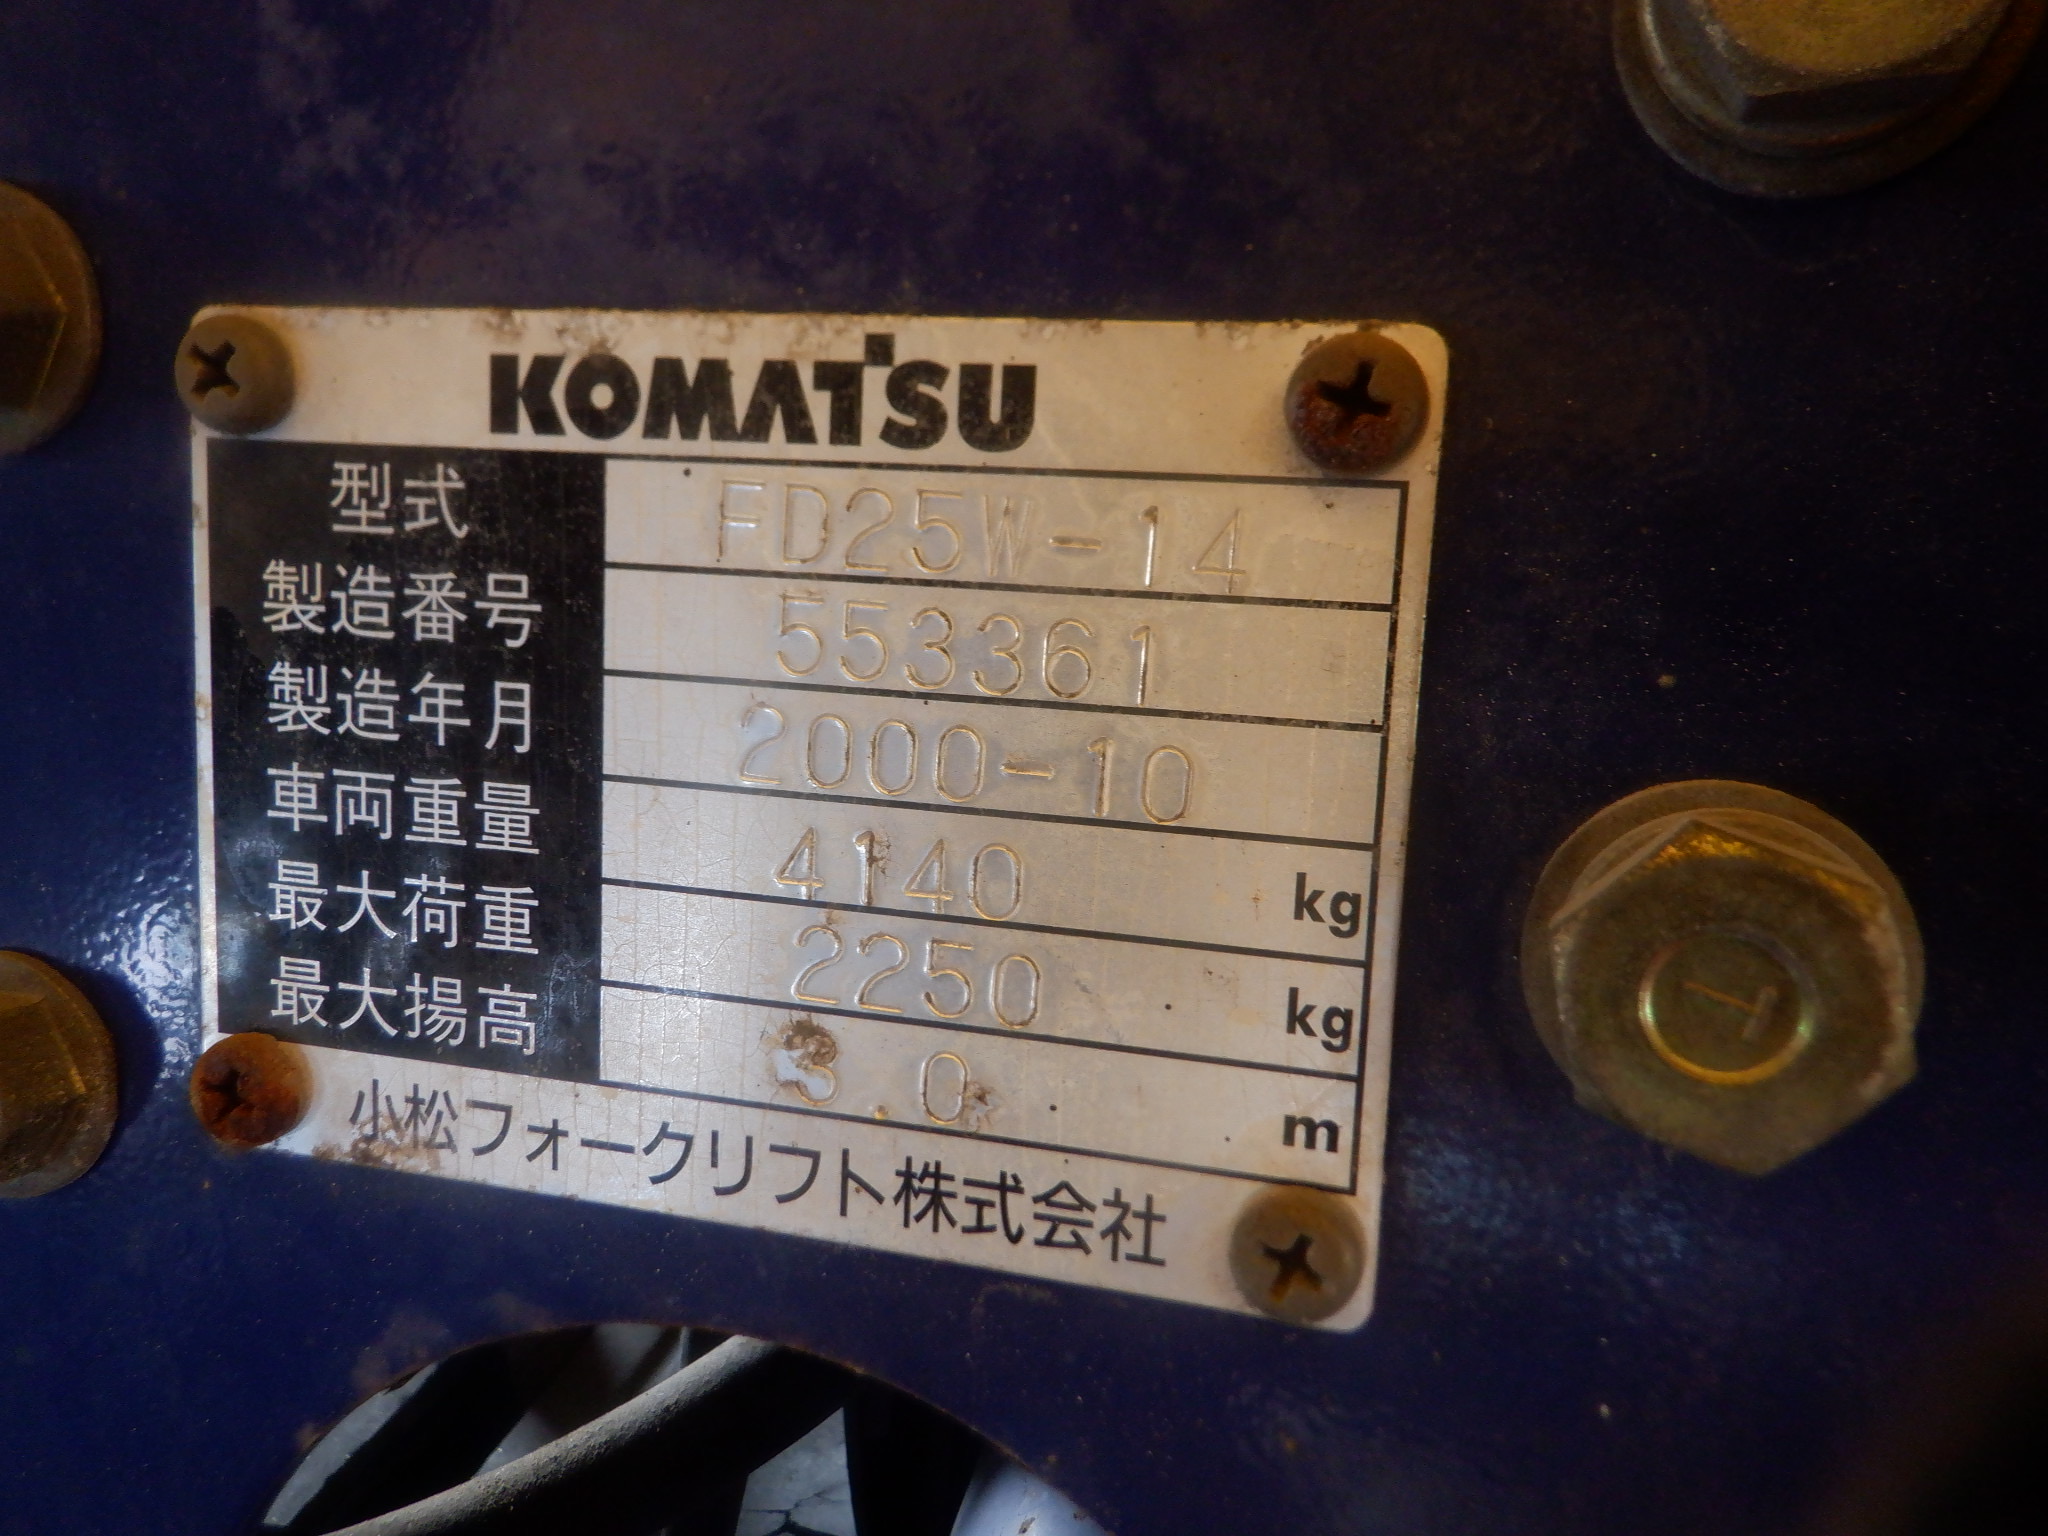 KOMATSU
型式 FD25W-14
製造番号 553361
製造年月 2000-10
車両重量 4140 kg
最大荷重 2250 kg
最大揚高 3.0 m
小松フォークリフト株式会社